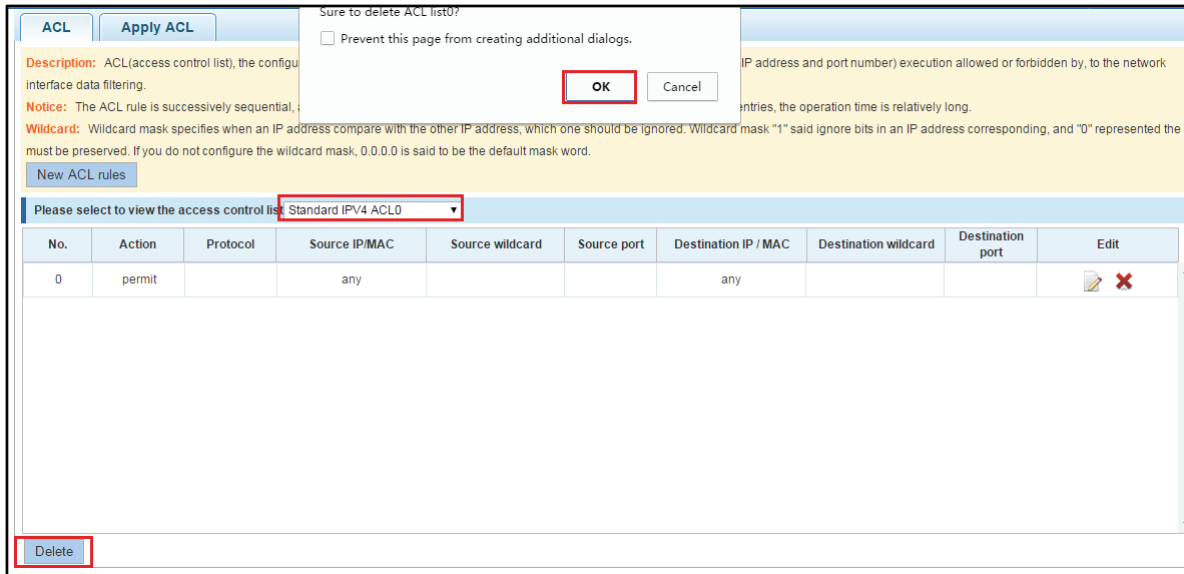 ACL
Apply ACL
Sure to delete ACL list0?
Prevent this page from creating additional dialogs.
OK
Cancel
Description: ACL(access control list), the configu
IP address and port number) execution allowed or forbidden by, to the network
interface data filtering.
Notice: The ACL rule is successively sequential,
entries, the operation time is relatively long.
Wildcard: Wildcard mask specifies when an IP address compare with the other IP address, which one should be ignored. Wildcard mask "1" said ignore bits in an IP address corresponding, and "0" represented the
must be preserved. If you do not configure the wildcard mask, 0.0.0.0 is said to be the default mask word.
New ACL rules
Please select to view the access control list Standard IPV4 ACL0
No. Action Protocol Source IP/MAC Source wildcard Source port Destination IP / MAC Destination wildcard Destination port Edit
0 permit any any
Delete